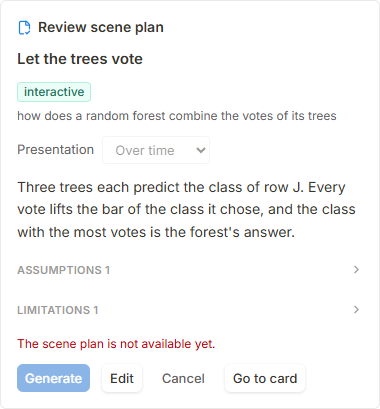 Review scene plan
Let the trees vote
interactive
how does a random forest combine the votes of its trees
Presentation Over time
Three trees each predict the class of row J. Every
vote lifts the bar of the class it chose, and the class
with the most votes is the forest's answer.
ASSUMPTIONS 1
LIMITATIONS 1
The scene plan is not available yet.
Generate Edit Cancel Go to card